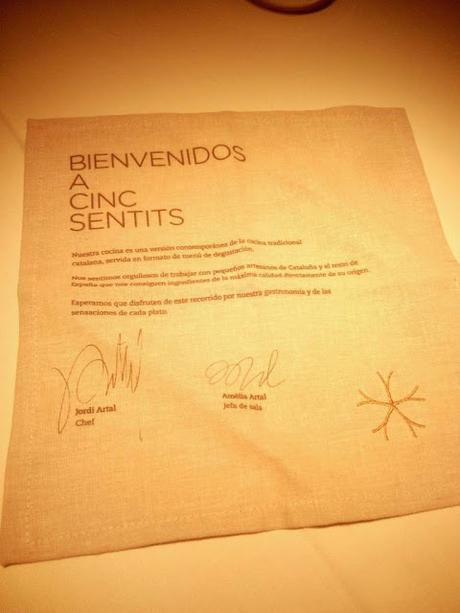 BIENVENIDOS
A
CINC
SENTITS
Nuestra cocina es una versión contemporánea de la cocina tradicional
catalana, servida en formato de menú de degustación.
Nos sentimos orgullosos de trabajar con pequeños artesanos de Cataluña y el resto de
España que nos consiguen ingredientes de la máxima calidad directamente de su origen.
Esperamos que disfruten de este recorrido por nuestra gastronomía y de las
sensaciones de cada plato.
Jordi Artal
Chef
Amèlia Artal
Jefa de sala